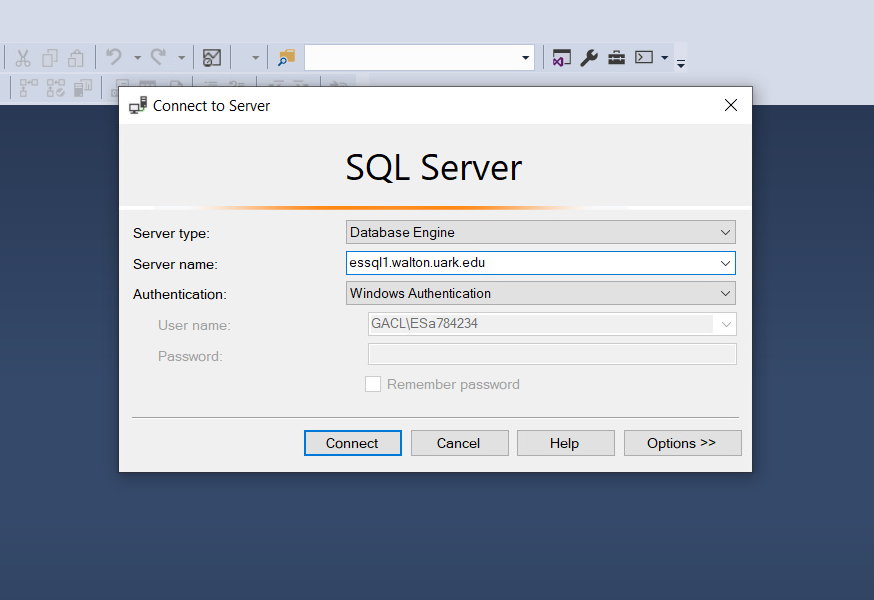 Connect to Server
SQL Server
Server type:
Database Engine
Server name:
essql1.walton.uark.edu
Authentication:
Windows Authentication
User name:
GACL\ESa784234
Password:
Remember password
Connect
Cancel
Help
Options >>